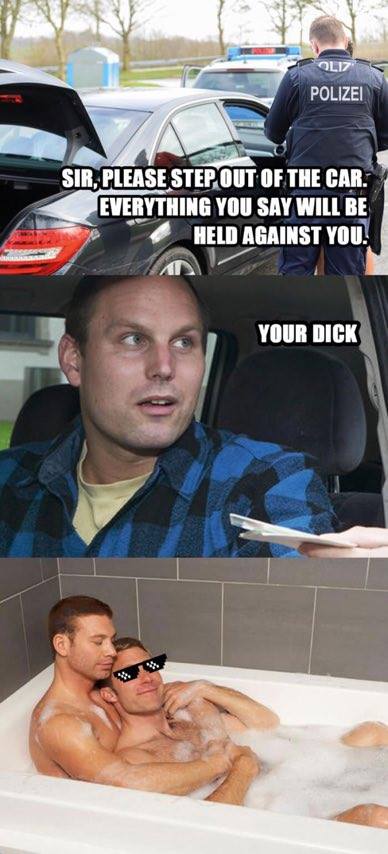 POLIZEI
SIR, PLEASE STEP OUT OF THE CAR.
EVERYTHING YOU SAY WILL BE
HELD AGAINST YOU.
YOUR DICK